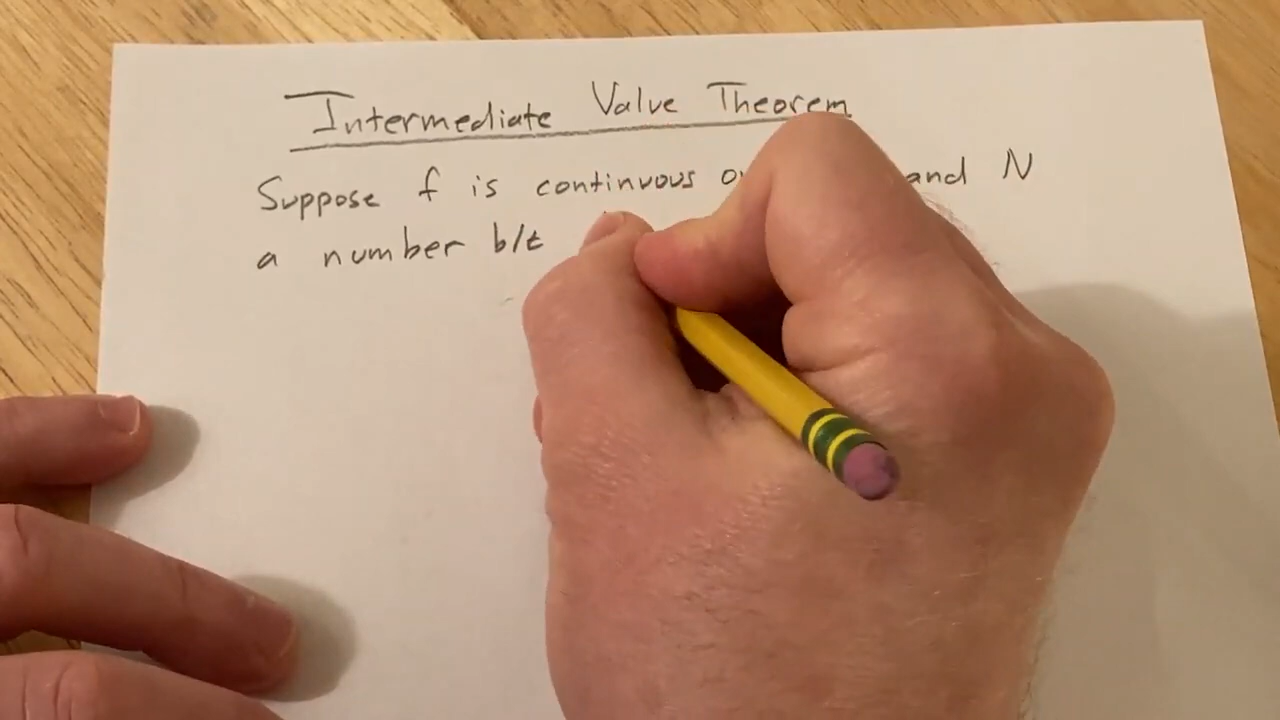 Intermediate Value Theorem
Suppose f is continuous and N
a number b/t